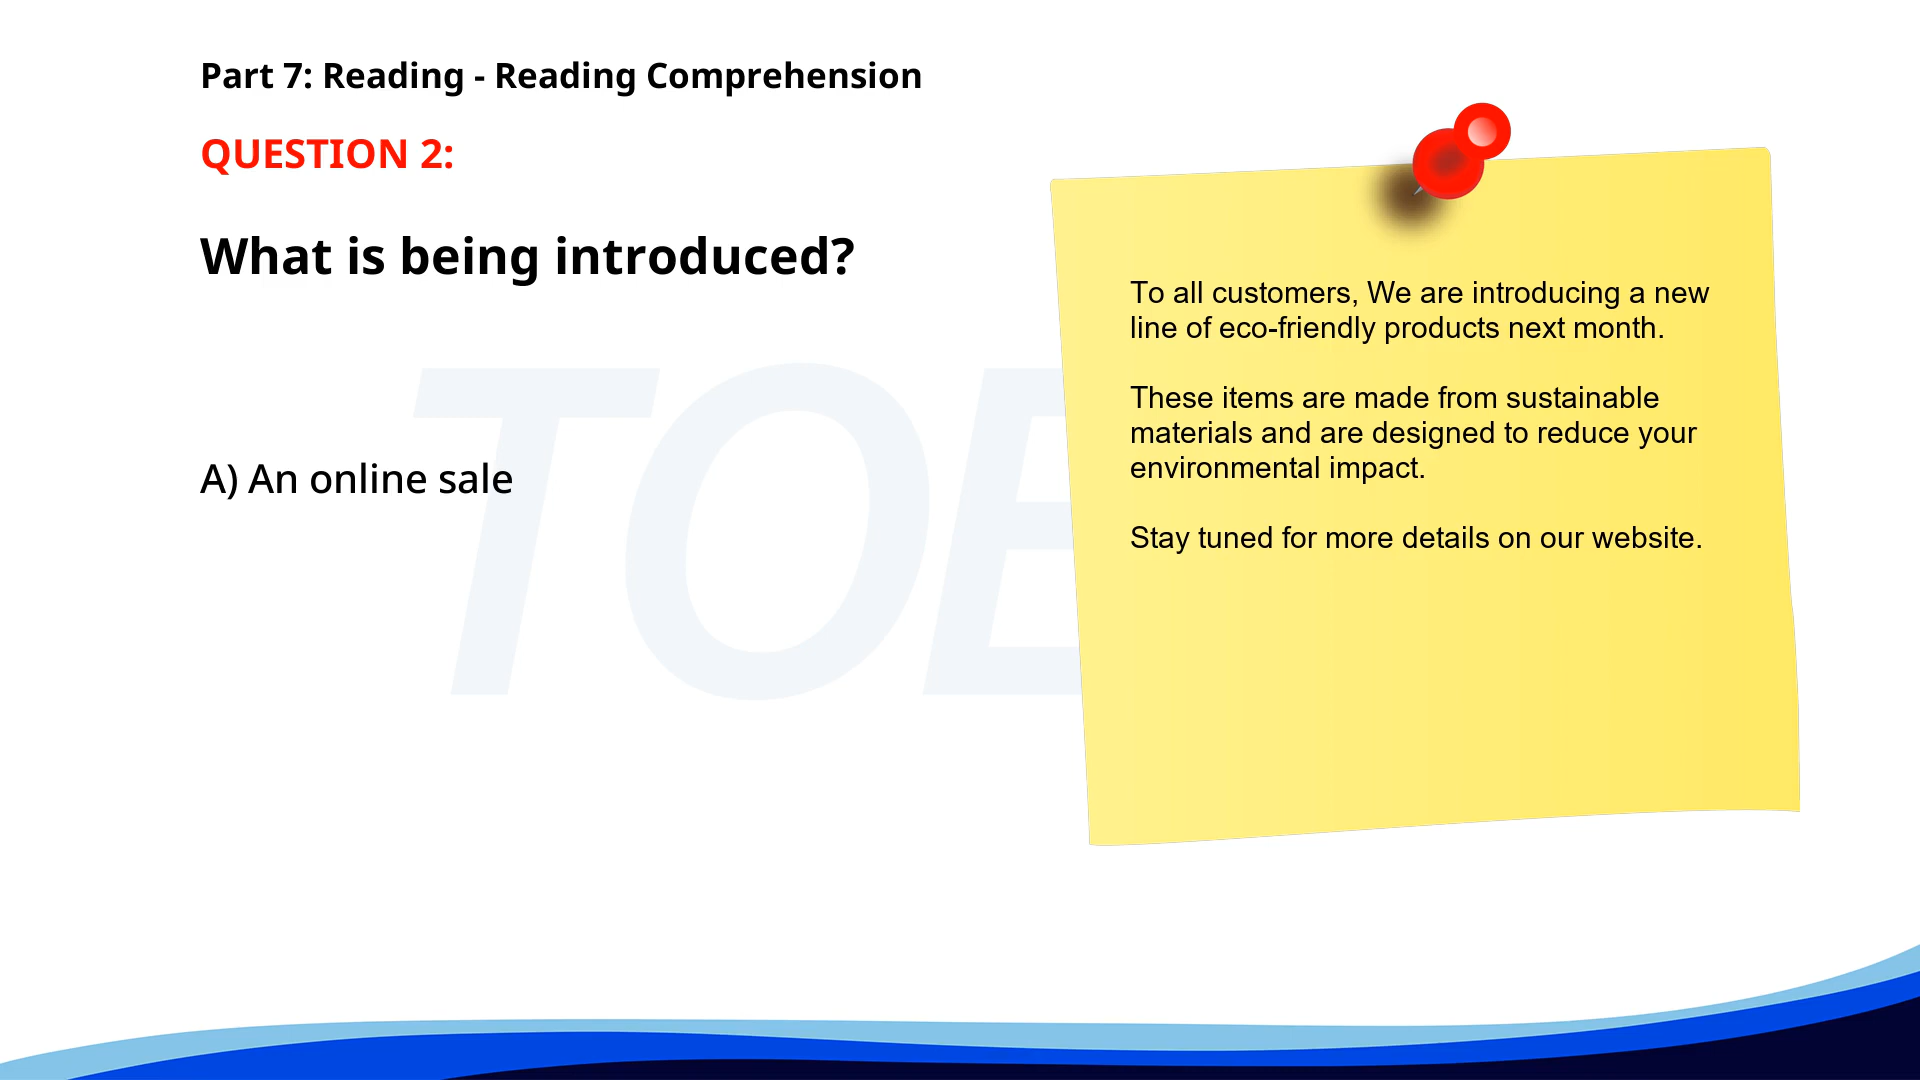 Part 7: Reading - Reading Comprehension
QUESTION 2:
What is being introduced?
A) An online sale
To all customers, We are introducing a new
line of eco-friendly products next month.
These items are made from sustainable
materials and are designed to reduce your
environmental impact.
Stay tuned for more details on our website.
TOE